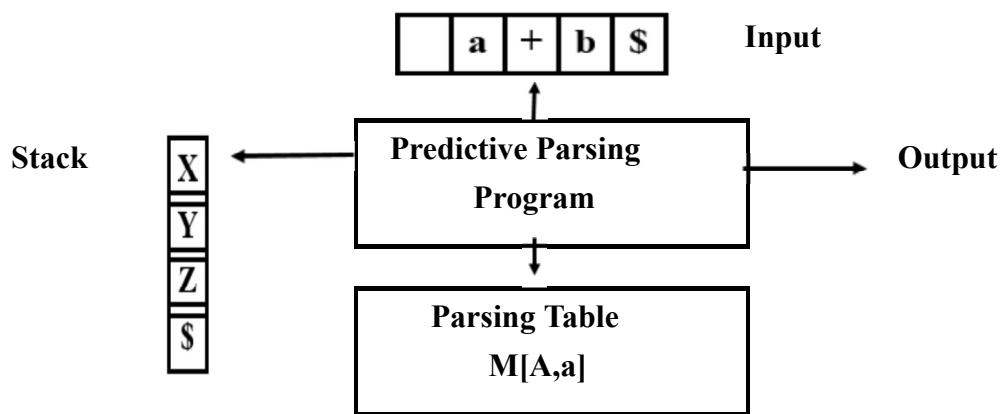 a + b $
Input
Stack
X
Y
Z
$
Predictive Parsing
Program
Output
Parsing Table
M[A,a]